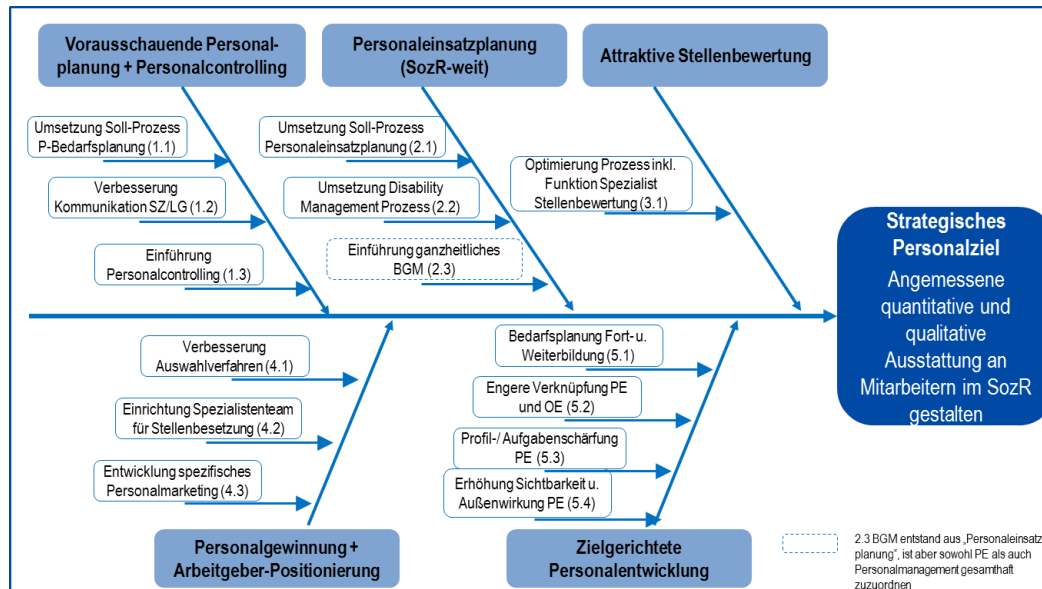 Vorausschauende Personal-
planung + Personalcontrolling
Personaleinsatzplanung
(SozR-weit)
Attraktive Stellenbewertung
Umsetzung Soll-Prozess
P-Bedarfsplanung (1.1)
Verbesserung
Kommunikation SZ/LG (1.2)
Einführung
Personalcontrolling (1.3)
Umsetzung Soll-Prozess
Personaleinsatzplanung (2.1)
Umsetzung Disability
Management Prozess (2.2)
Einführung ganzheitliches
BGM (2.3)
Optimierung Prozess inkl.
Funktion Spezialist
Stellenbewertung (3.1)
Strategisches
Personalziel
Angemessene
quantitative und
qualitative
Ausstattung an
Mitarbeitern im SozR
gestalten
Verbesserung
Auswahlverfahren (4.1)
Einrichtung Spezialistenteam
für Stellenbesetzung (4.2)
Entwicklung spezifisches
Personalmarketing (4.3)
Bedarfsplanung Fort- u.
Weiterbildung (5.1)
Engere Verknüpfung PE
und OE (5.2)
Profil-/ Aufgabenschärfung
PE (5.3)
Erhöhung Sichtbarkeit u.
Außenwirkung PE (5.4)
Personalgewinnung +
Arbeitgeber-Positionierung
Zielgerichtete
Personalentwicklung
2.3 BGM entstand aus „Personaleinsatz
planung", ist aber sowohl PE als auch
Personalmanagement gesamthaft
zuzuordnen